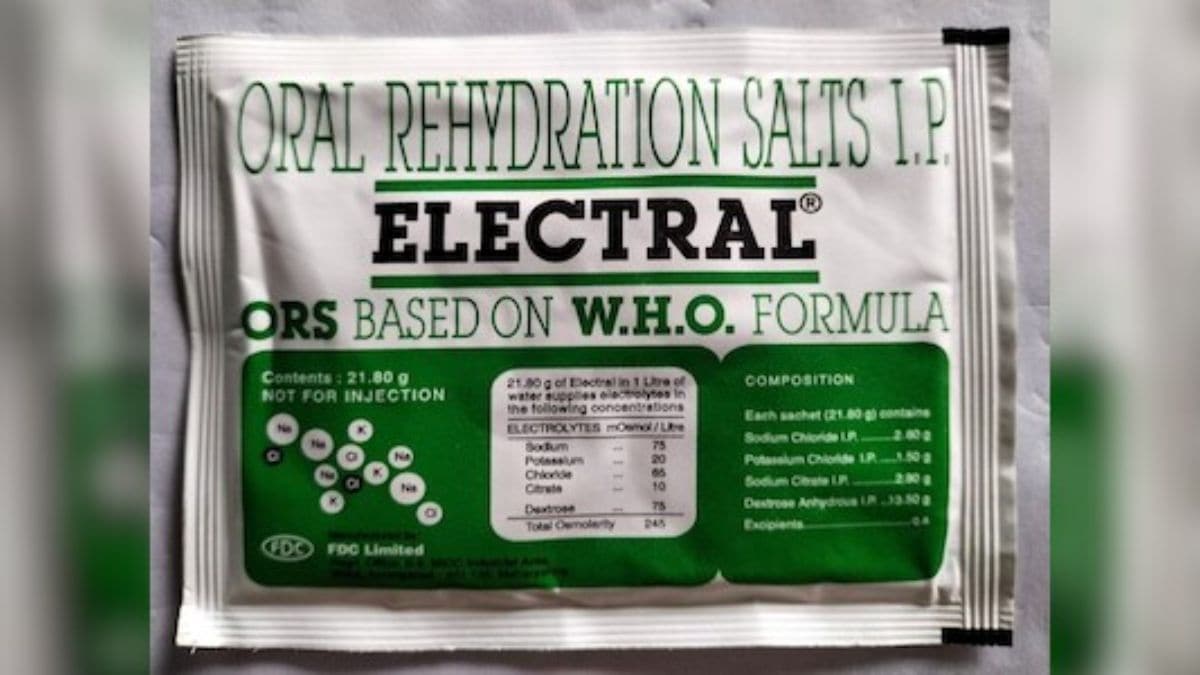 ORAL REHYDRATION SALTS I.P.
ELECTRAL®
ORS BASED ON W.H.O. FORMULA
Contents : 21.80 g
NOT FOR INJECTION
Na
Na
K
Cl
Cl
Na
Na
Cl
K
Na
K
Cl
FDC
FDC Limited
21.80 g of Electral in 1 Litre of
water supplies electrolytes in
the following concentrations
ELECTROLYTES mOsmol / Litre
Sodium ... 75
Potassium ... 20
Chloride ... 65
Citrate ... 10
Dextrose ... 75
Total Osmolarity 245
COMPOSITION
Each sachet (21.80 g) contains
Sodium Chloride I.P. ........2.60 g
Potassium Chloride I.P. ....1.50 g
Sodium Citrate I.P. ..........2.90 g
Dextrose Anhydrous I.P. ..13.50 g
Excipients........................q.s.